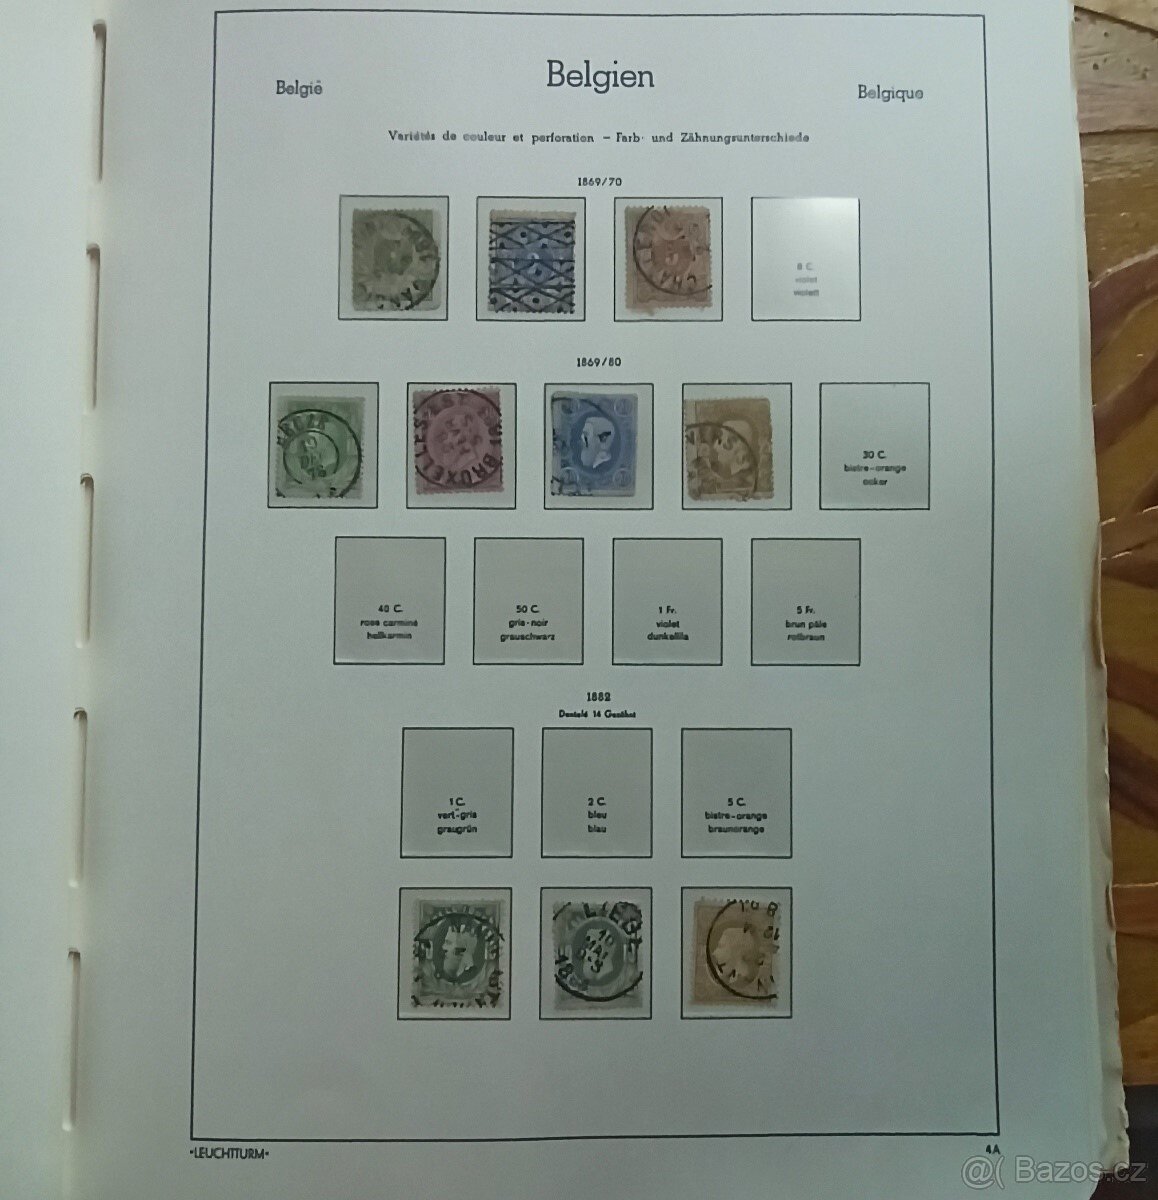 België
Belgien
Belgique
Variétés de couleur et perforation – Farb- und Zähnungsunterschiede
1869/70
8 C.
violet
violett
1869/80
30 C.
bistre-orange
ocker
40 C.
rose carminé
hellkarmin
50 C.
gris-noir
grauschwarz
1 Fr.
violet
dunkellila
5 Fr.
brun pâle
rotbraun
1882
Dentelé 14 Gezähnt
1 C.
vert-gris
graugrün
2 C.
bleu
blau
5 C.
bistre-orange
braunorange
BRUXELLES
LIEGE
10
MAI
•LEUCHTTURM•
4A
@( Bazos.cz